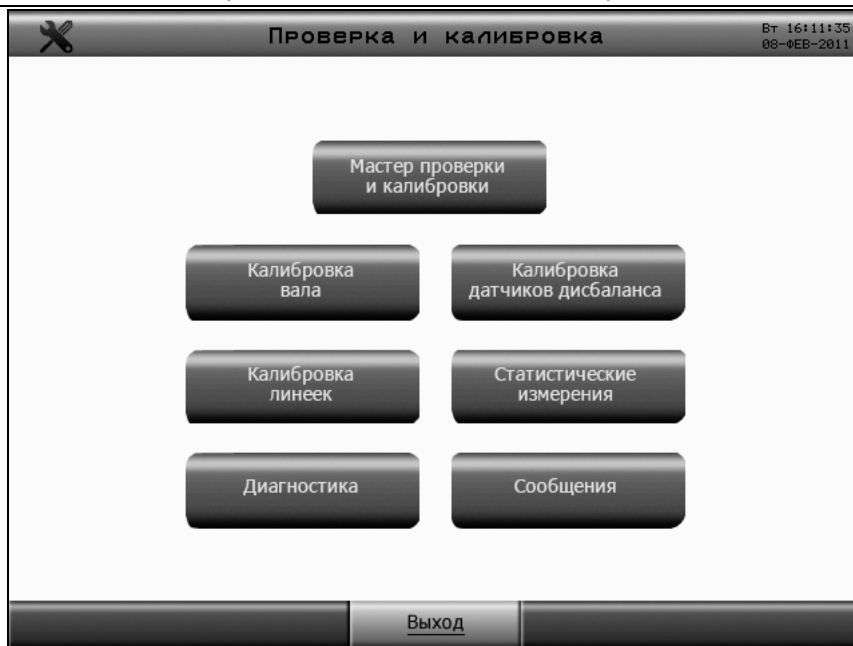 Проверка и калибровка
Вт 16:11:35
08-ФЕВ-2011
Мастер проверки
и калибровки
Калибровка
вала
Калибровка
датчиков дисбаланса
Калибровка
линеек
Статистические
измерения
Диагностика
Сообщения
Выход